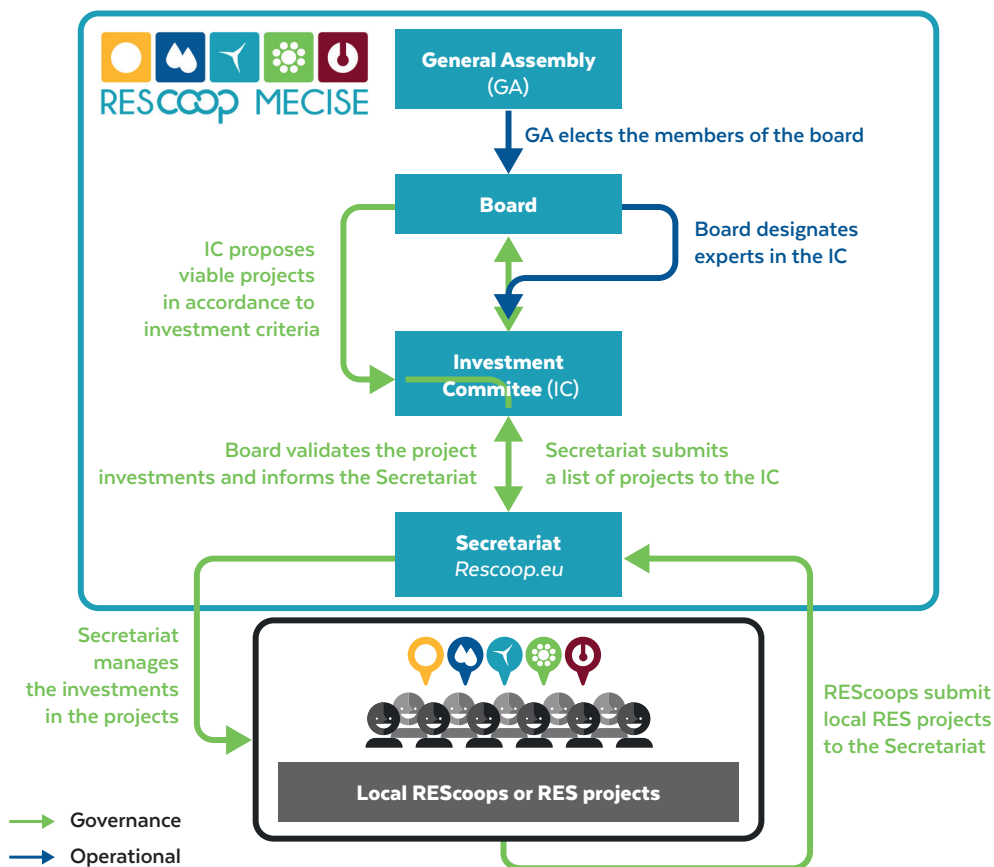 RESCOOP MECISE
General Assembly
(GA)
GA elects the members of the board
Board
Board designates
experts in the IC
IC proposes
viable projects
in accordance to
investment criteria
Investment
Commitee (IC)
Board validates the project
investments and informs the Secretariat
Secretariat submits
a list of projects to the IC
Secretariat
Rescoop.eu
Secretariat
manages
the investments
in the projects
REScoops submit
local RES projects
to the Secretariat
Local REScoops or RES projects
Governance
Operational